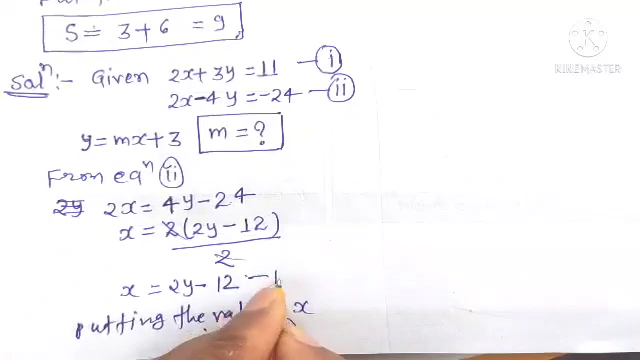 S = 3+6 = 9
KINEMASTER
Solⁿ:- Given 2x+3y=11 —(i)
2x-4y=-24—(ii)
y=mx+3 m=?
From eqⁿ (ii)
2x=4y-24
x=2(2y-12)
2
x=2y-12 —
putting the x